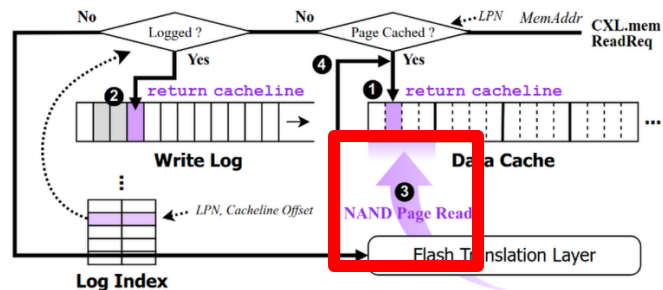 No
Logged ?
No
Page Cached ?
LPN
MemAddr
CXL.mem
ReadReq
Yes
4
Yes
2
return cacheline
1
return cacheline
...
Write Log
Data Cache
...
3
LPN, Cacheline Offset
NAND Page Read
Flash Translation Layer
Log Index